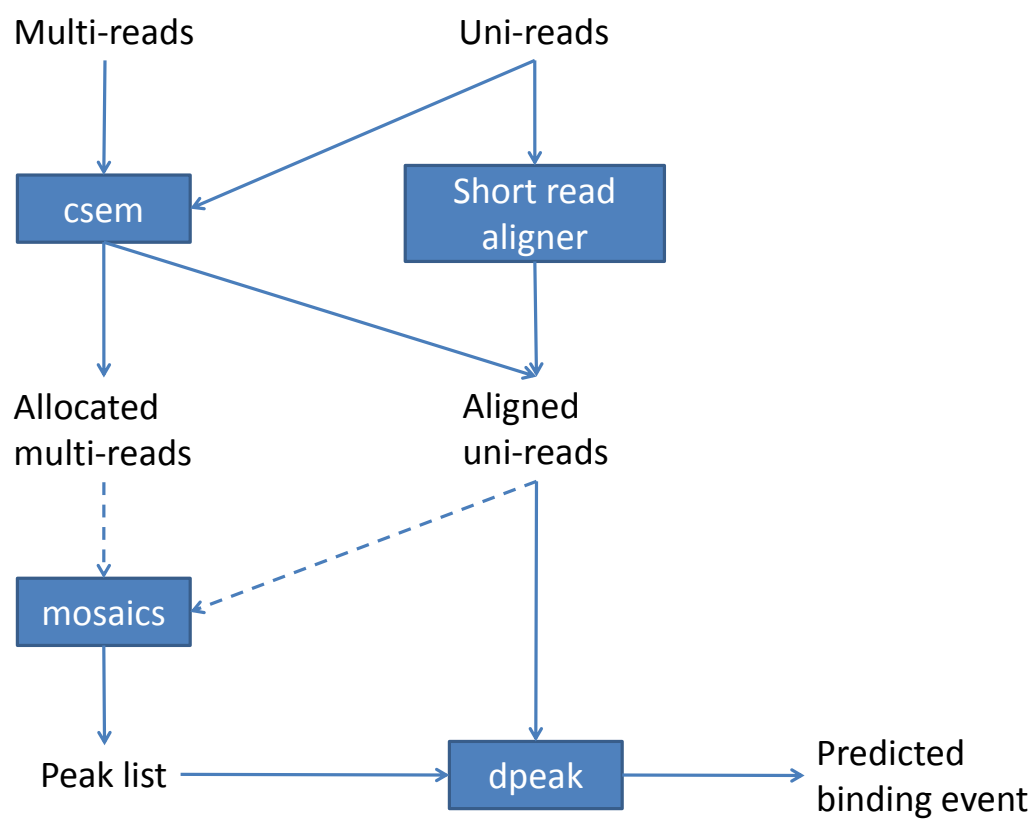 Multi-reads
Uni-reads
csem
Short read
aligner
Allocated
multi-reads
Aligned
uni-reads
mosaics
Peak list
dpeak
Predicted
binding event